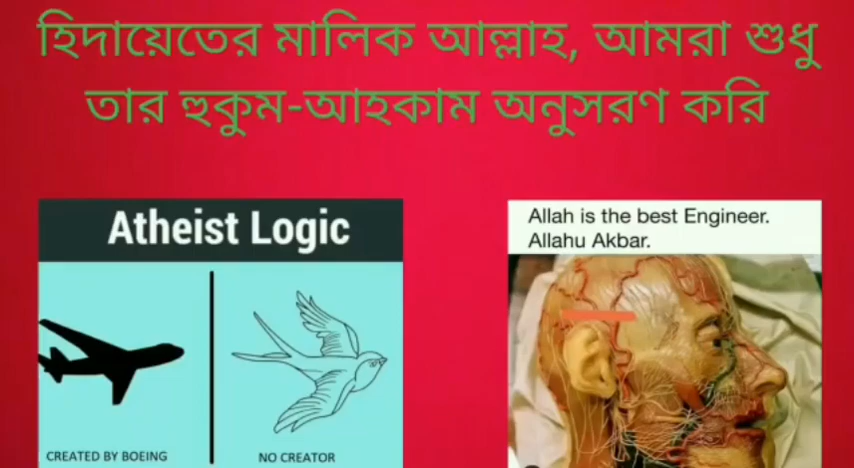 হিদায়েতের মালিক আল্লাহ, আমরা শুধু
তার হুকুম-আহকাম অনুসরণ করি
Atheist Logic
CREATED BY BOEING
NO CREATOR
Allah is the best Engineer.
Allahu Akbar.